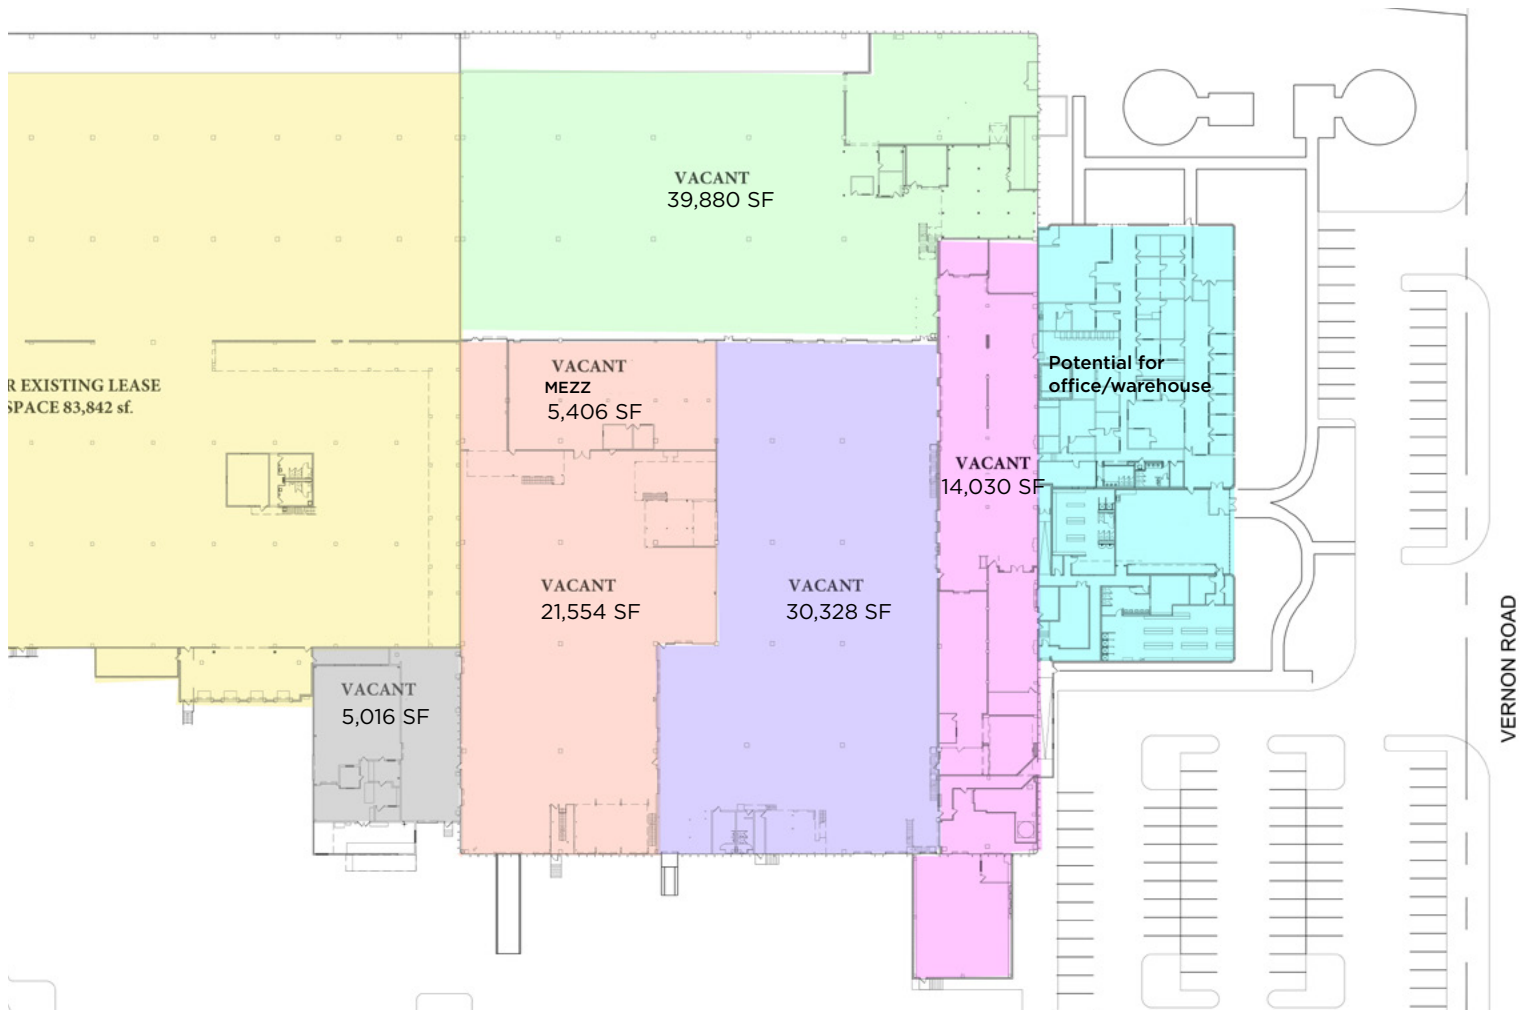 VACANT
39,880 SF
VACANT
MEZZ
5,406 SF
Potential for
office/warehouse
R EXISTING LEASE
SPACE 83,842 sf.
VACANT
14,030 SF
VACANT
21,554 SF
VACANT
30,328 SF
VACANT
5,016 SF
VERNON ROAD